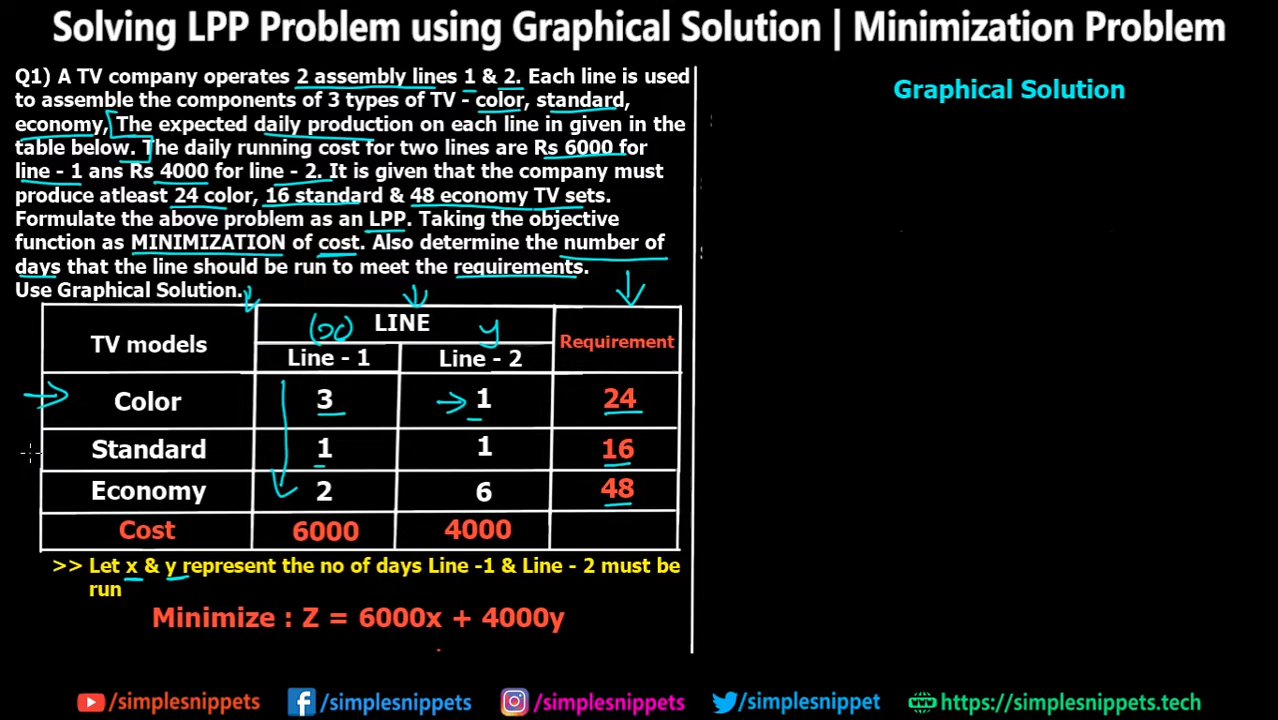 Solving LPP Problem using Graphical Solution | Minimization Problem
Q1) A TV company operates 2 assembly lines 1 & 2. Each line is used
to assemble the components of 3 types of TV - color, standard,
economy, The expected daily production on each line in given in the
table below. The daily running cost for two lines are Rs 6000 for
line - 1 ans Rs 4000 for line - 2. It is given that the company must
produce atleast 24 color, 16 standard & 48 economy TV sets.
Formulate the above problem as an LPP. Taking the objective
function as MINIMIZATION of cost. Also determine the number of
days that the line should be run to meet the requirements.
Use Graphical Solution.
Graphical Solution
TV models
(x) LINE y
Requirement
Line - 1 Line - 2
Color 3 1 24
Standard 1 1 16
Economy 2 6 48
Cost 6000 4000
>> Let x & y represent the no of days Line -1 & Line - 2 must be
run
Minimize : Z = 6000x + 4000y
/simplesnippets /simplesnippets /simplesnippets /simplesnippet https://simplesnippets.tech